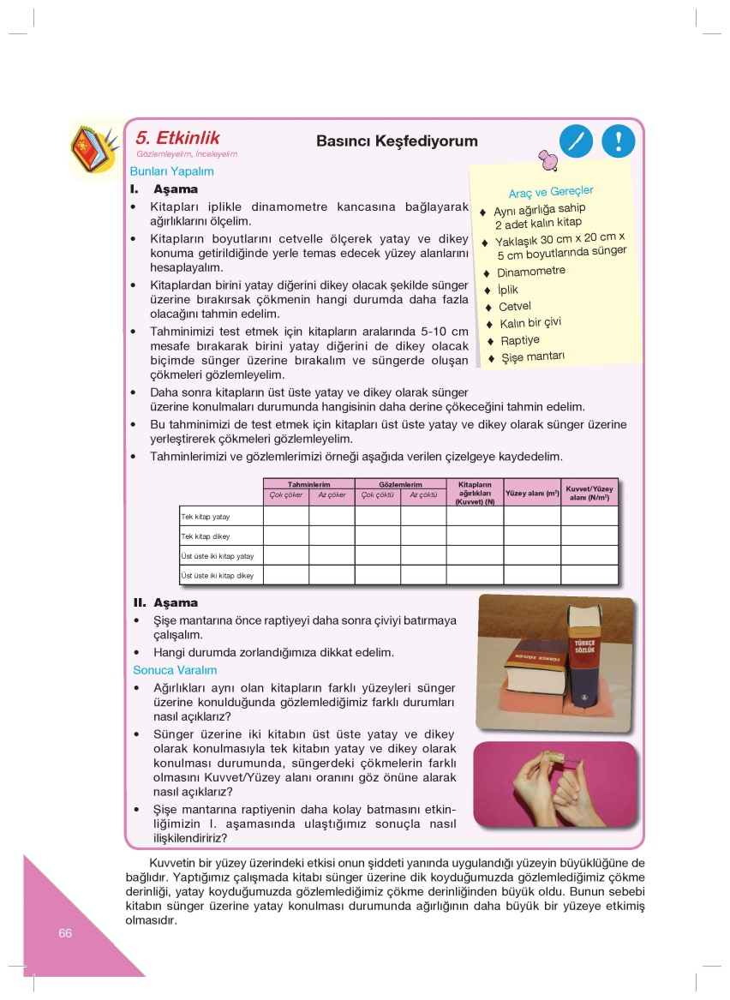 5. Etkinlik
Gözlemleyelim, İnceleyelim
Basıncı Keşfediyorum
Bunları Yapalım
I. Aşama
• Kitapları iplikle dinamometre kancasına bağlayarak
ağırlıklarını ölçelim.
• Kitapların boyutlarını cetvelle ölçerek yatay ve dikey
konuma getirildiğinde yerle temas edecek yüzey alanlarını
hesaplayalım.
• Kitaplardan birini yatay diğerini dikey olacak şekilde sünger
üzerine bırakırsak çökmenin hangi durumda daha fazla
olacağını tahmin edelim.
• Tahminimizi test etmek için kitapların aralarında 5-10 cm
mesafe bırakarak birini yatay diğerini de dikey olacak
biçimde sünger üzerine bırakalım ve süngerde oluşan
çökmeleri gözlemleyelim.
• Daha sonra kitapların üst üste yatay ve dikey olarak sünger
üzerine konulmaları durumunda hangisinin daha derine çökeceğini tahmin edelim.
• Bu tahminimizi de test etmek için kitapları üst üste yatay ve dikey olarak sünger üzerine
yerleştirerek çökmeleri gözlemleyelim.
• Tahminlerimizi ve gözlemlerimizi örneği aşağıda verilen çizelgeye kaydedelim.
Araç ve Gereçler
♦ Aynı ağırlığa sahip
2 adet kalın kitap
♦ Yaklaşık 30 cm x 20 cm x
5 cm boyutlarında sünger
♦ Dinamometre
♦ İplik
♦ Cetvel
♦ Kalın bir çivi
♦ Raptiye
♦ Şişe mantarı
Tahminlerim Gözlemlerim Kitapların ağırlıkları (Kuvvet) (N) Yüzey alanı (m²) Kuvvet/Yüzey alanı (N/m²)
Çok çöker Az çöker Çok çöktü Az çöktü
Tek kitap yatay
Tek kitap dikey
Üst üste iki kitap yatay
Üst üste iki kitap dikey
II. Aşama
• Şişe mantarına önce raptiyeyi daha sonra çiviyi batırmaya
çalışalım.
• Hangi durumda zorlandığımıza dikkat edelim.
Sonuca Varalım
• Ağırlıkları aynı olan kitapların farklı yüzeyleri sünger
üzerine konulduğunda gözlemlediğimiz farklı durumları
nasıl açıklarız?
• Sünger üzerine iki kitabın üst üste yatay ve dikey
olarak konulmasıyla tek kitabın yatay ve dikey olarak
konulması durumunda, süngerdeki çökmelerin farklı
olmasını Kuvvet/Yüzey alanı oranını göz önüne alarak
nasıl açıklarız?
• Şişe mantarına raptiyenin daha kolay batmasını etkin-
liğimizin I. aşamasında ulaştığımız sonuçla nasıl
ilişkilendiririz?
TÜRKÇE SÖZLÜK
TÜRKÇE
SÖZLÜK
Kuvvetin bir yüzey üzerindeki etkisi onun şiddeti yanında uygulandığı yüzeyin büyüklüğüne de
bağlıdır. Yaptığımız çalışmada kitabı sünger üzerine dik koyduğumuzda gözlemlediğimiz çökme
derinliği, yatay koyduğumuzda gözlemlediğimiz çökme derinliğinden büyük oldu. Bunun sebebi
kitabın sünger üzerine yatay konulması durumunda ağırlığının daha büyük bir yüzeye etkimiş
olmasıdır.
66